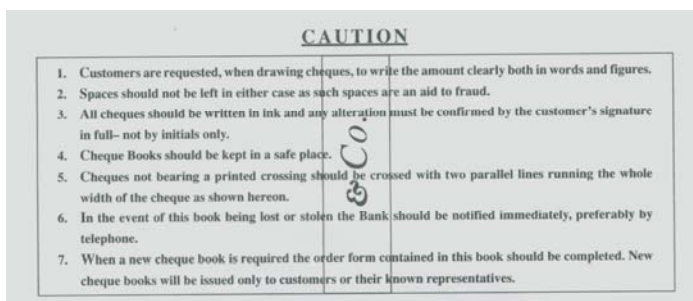 CAUTION
1. Customers are requested, when drawing cheques, to write the amount clearly both in words and figures.
2. Spaces should not be left in either case as such spaces are an aid to fraud.
3. All cheques should be written in ink and any alteration must be confirmed by the customer's signature
in full– not by initials only.
4. Cheque Books should be kept in a safe place.
5. Cheques not bearing a printed crossing should be crossed with two parallel lines running the whole
width of the cheque as shown hereon.
6. In the event of this book being lost or stolen the Bank should be notified immediately, preferably by
telephone.
7. When a new cheque book is required the order form contained in this book should be completed. New
cheque books will be issued only to customers or their known representatives.
& Co.